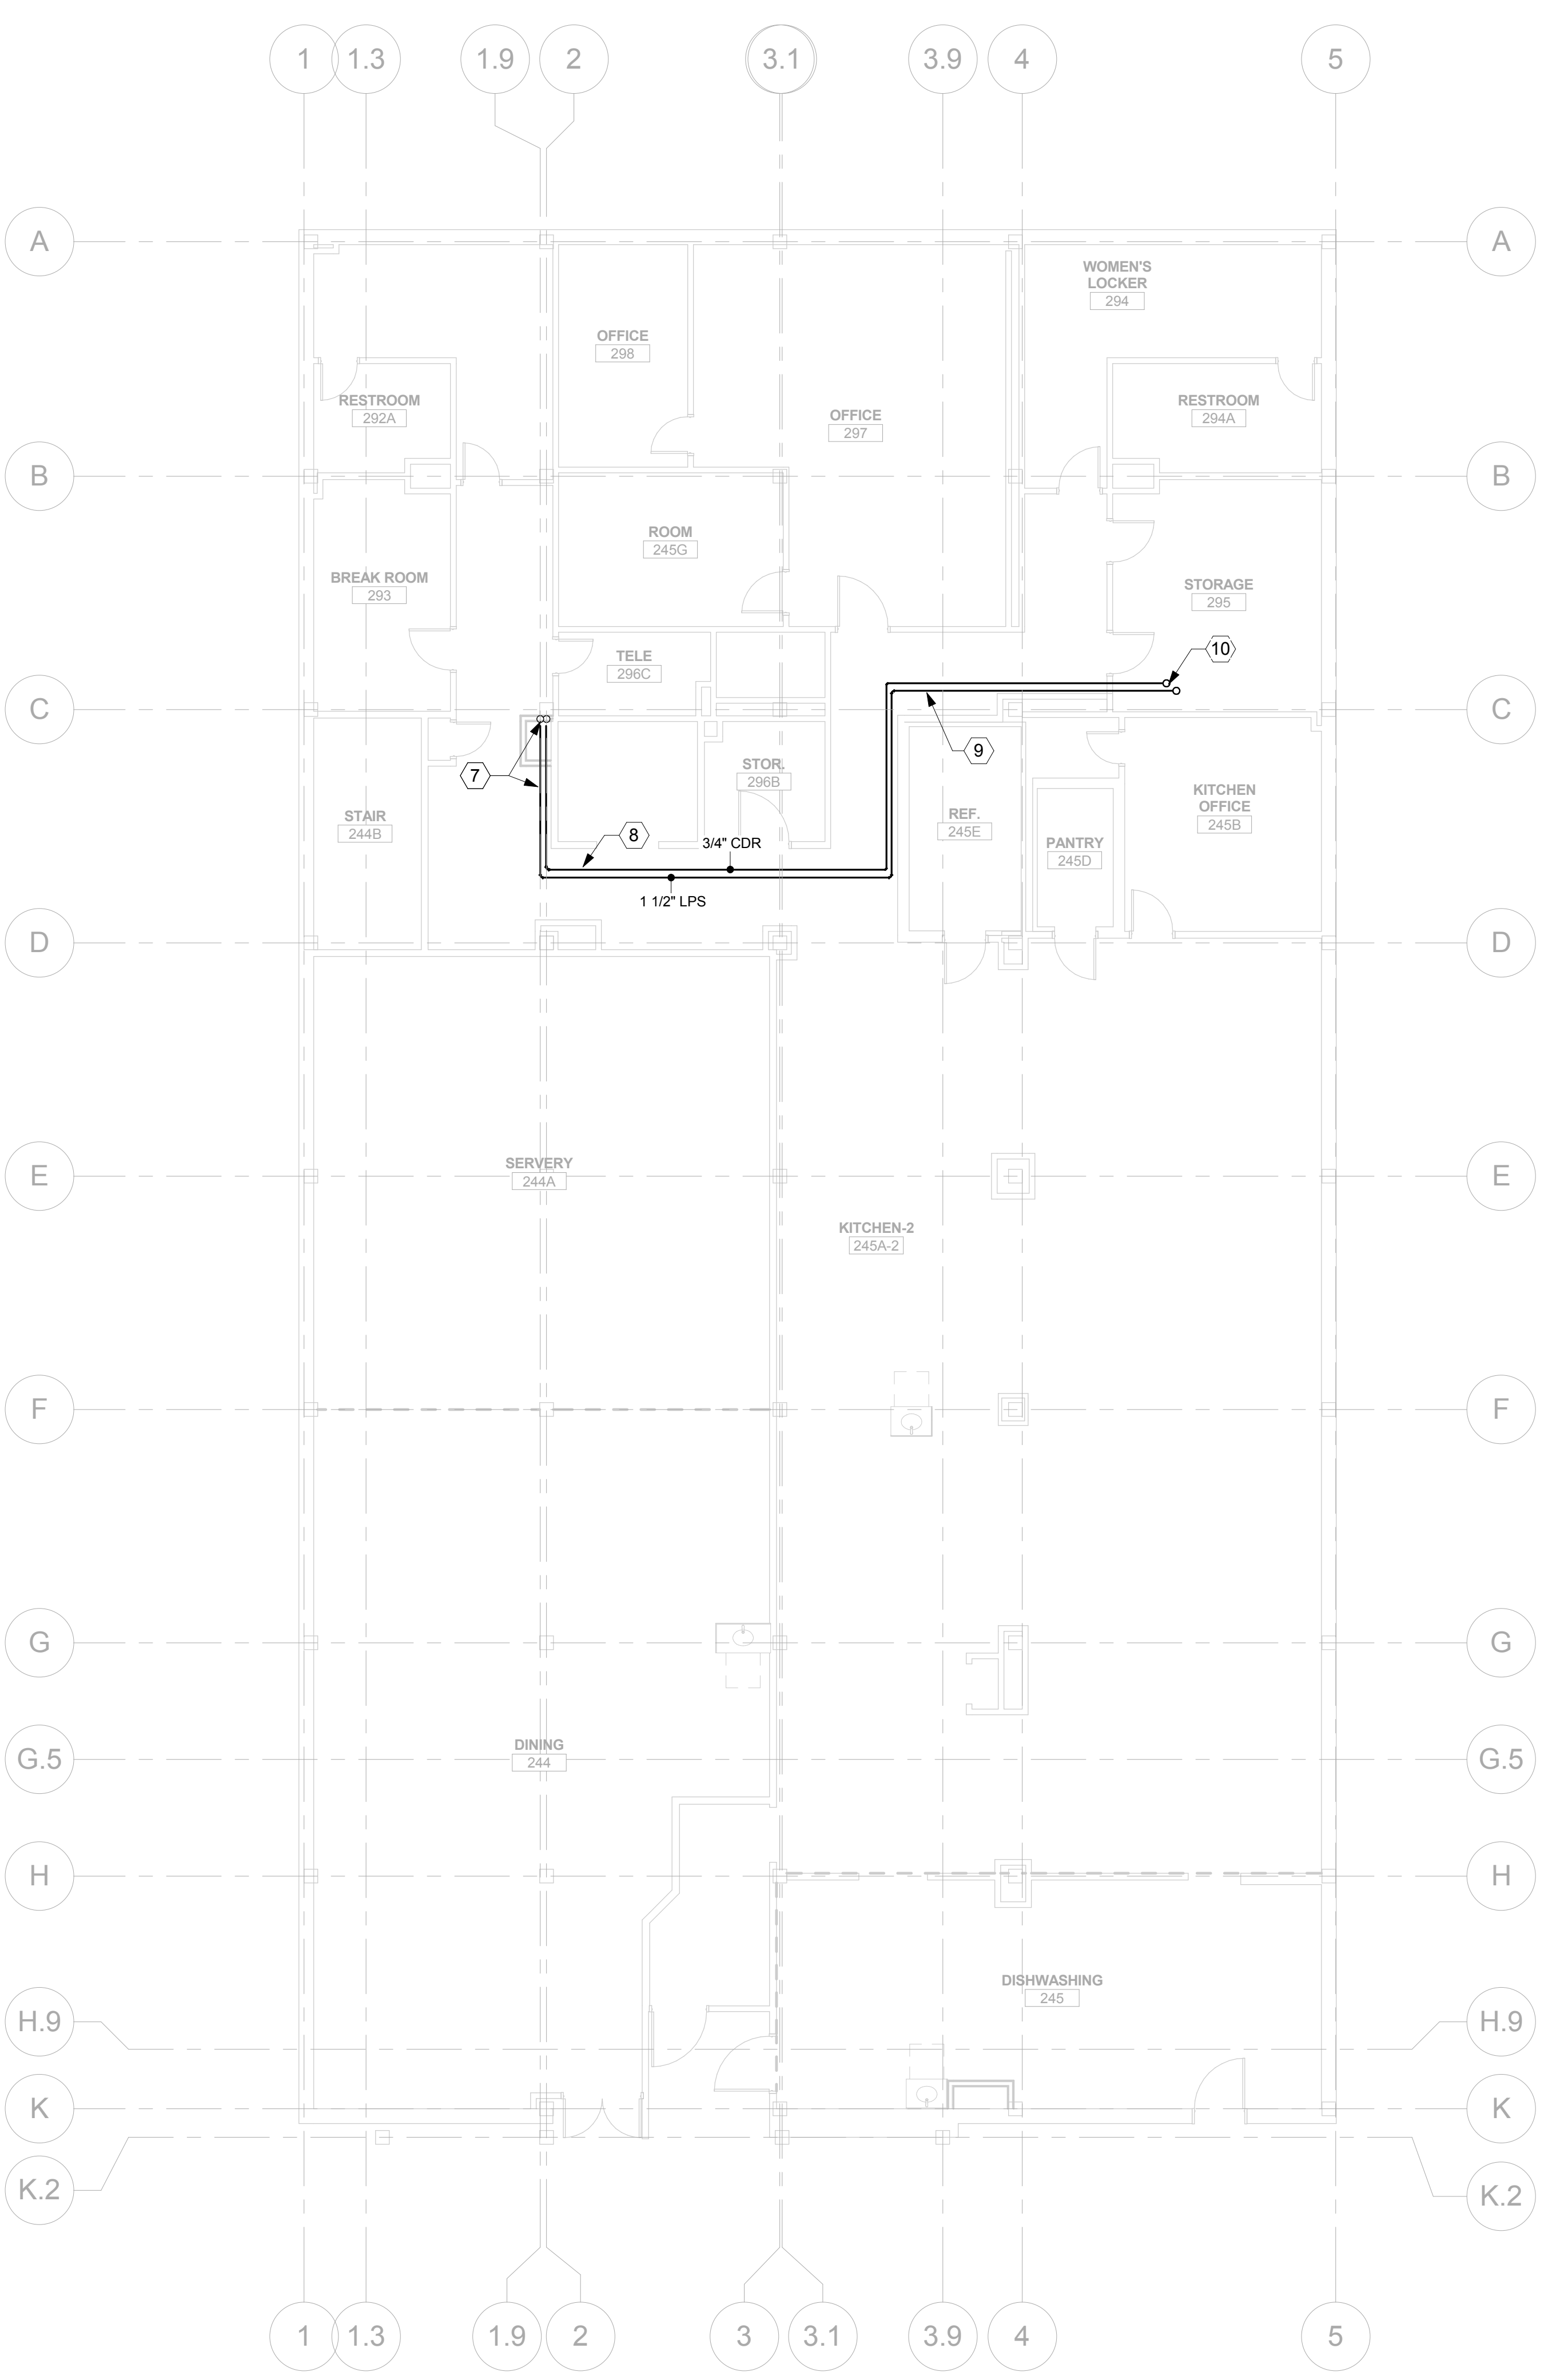 1
1.3
1.9
2
3.1
3.9
4
5
A
A
WOMEN'S
LOCKER
294
OFFICE
298
RESTROOM
292A
OFFICE
297
RESTROOM
294A
B
B
ROOM
245G
BREAK ROOM
293
STORAGE
295
TELE
296C
10
C
C
9
7
STOR.
296B
STAIR
244B
8
3/4" CDR
REF.
245E
PANTRY
245D
KITCHEN
OFFICE
245B
1 1/2" LPS
D
D
SERVERY
244A
E
E
KITCHEN-2
245A-2
F
F
G
G
DINING
244
G.5
G.5
H
H
DISHWASHING
245
H.9
H.9
K
K
K.2
K.2
1
1.3
1.9
2
3
3.1
3.9
4
5